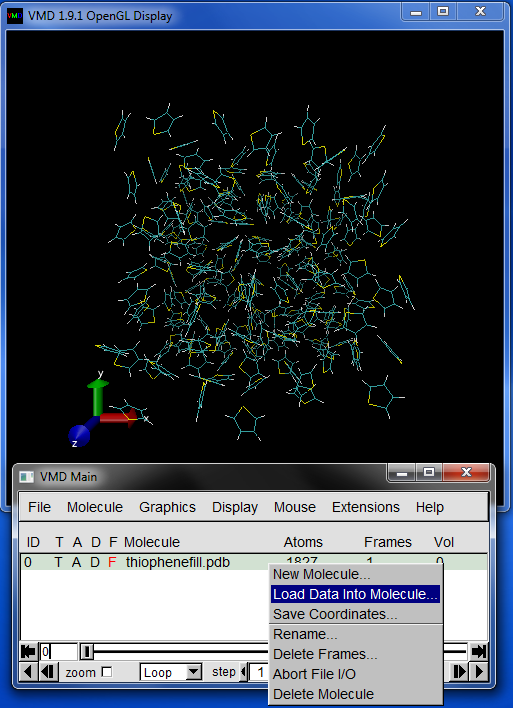 VMD 1.9.1 OpenGL Display
y
x
z
VMD Main
File Molecule Graphics Display Mouse Extensions Help
ID T A D F Molecule Atoms Frames Vol
0 T A D F thiophenefill.pdb 1827 1 0
New Molecule...
Load Data Into Molecule...
Save Coordinates...
Rename...
Delete Frames...
Abort File I/O
Delete Molecule
0
zoom Loop step 1